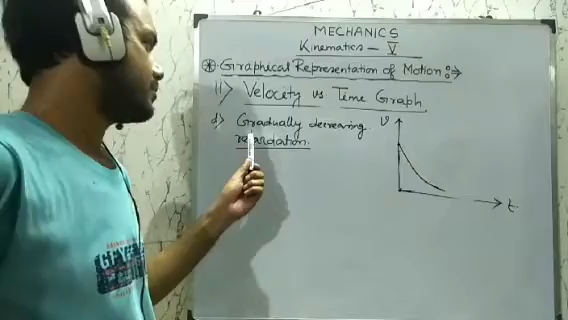 MECHANICS
Kinematics - V
Graphical Representation of Motion :→
II> Velocity vs Time Graph
d> Gradually decreasing
retardation.
v
t